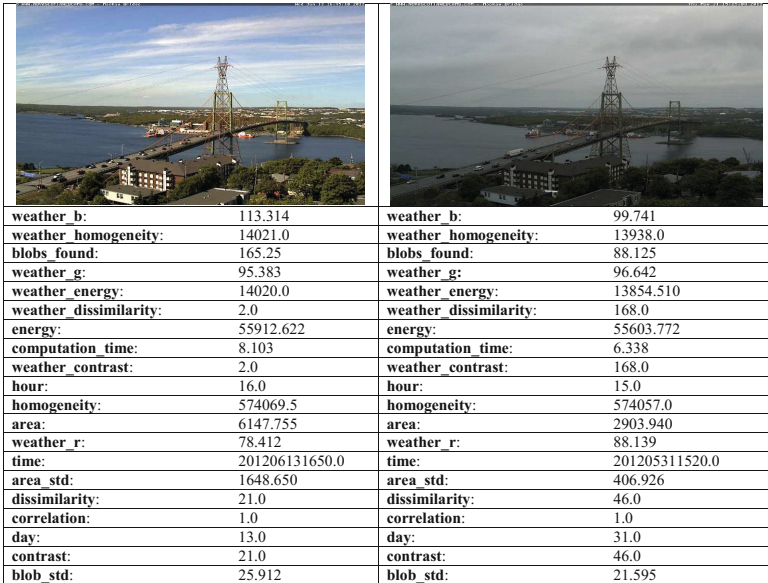 weather_b: 113.314 weather_b: 99.741
weather_homogeneity: 14021.0 weather_homogeneity: 13938.0
blobs_found: 165.25 blobs_found: 88.125
weather_g: 95.383 weather_g: 96.642
weather_energy: 14020.0 weather_energy: 13854.510
weather_dissimilarity: 2.0 weather_dissimilarity: 168.0
energy: 55912.622 energy: 55603.772
computation_time: 8.103 computation_time: 6.338
weather_contrast: 2.0 weather_contrast: 168.0
hour: 16.0 hour: 15.0
homogeneity: 574069.5 homogeneity: 574057.0
area: 6147.755 area: 2903.940
weather_r: 78.412 weather_r: 88.139
time: 201206131650.0 time: 201205311520.0
area_std: 1648.650 area_std: 406.926
dissimilarity: 21.0 dissimilarity: 46.0
correlation: 1.0 correlation: 1.0
day: 13.0 day: 31.0
contrast: 21.0 contrast: 46.0
blob_std: 25.912 blob_std: 21.595